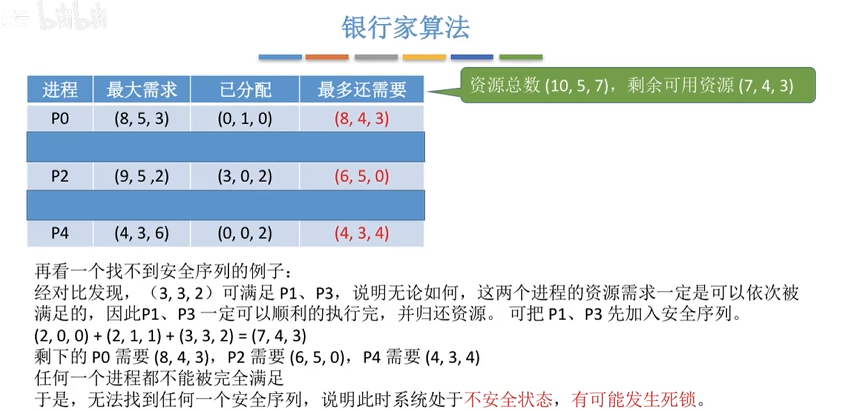 bilibili
银行家算法
进程 最大需求 已分配 最多还需要
资源总数 (10, 5, 7)，剩余可用资源 (7, 4, 3)
P0 (8, 5, 3) (0, 1, 0) (8, 4, 3)
P2 (9, 5 ,2) (3, 0, 2) (6, 5, 0)
P4 (4, 3, 6) (0, 0, 2) (4, 3, 4)
再看一个找不到安全序列的例子：
经对比发现，（3, 3, 2）可满足 P1、P3，说明无论如何，这两个进程的资源需求一定是可以依次被
满足的，因此P1、P3 一定可以顺利的执行完，并归还资源。 可把 P1、P3 先加入安全序列。
(2, 0, 0) + (2, 1, 1) + (3, 3, 2) = (7, 4, 3)
剩下的 P0 需要 (8, 4, 3)，P2 需要 (6, 5, 0)，P4 需要 (4, 3, 4)
任何一个进程都不能被完全满足
于是，无法找到任何一个安全序列，说明此时系统处于不安全状态，有可能发生死锁。